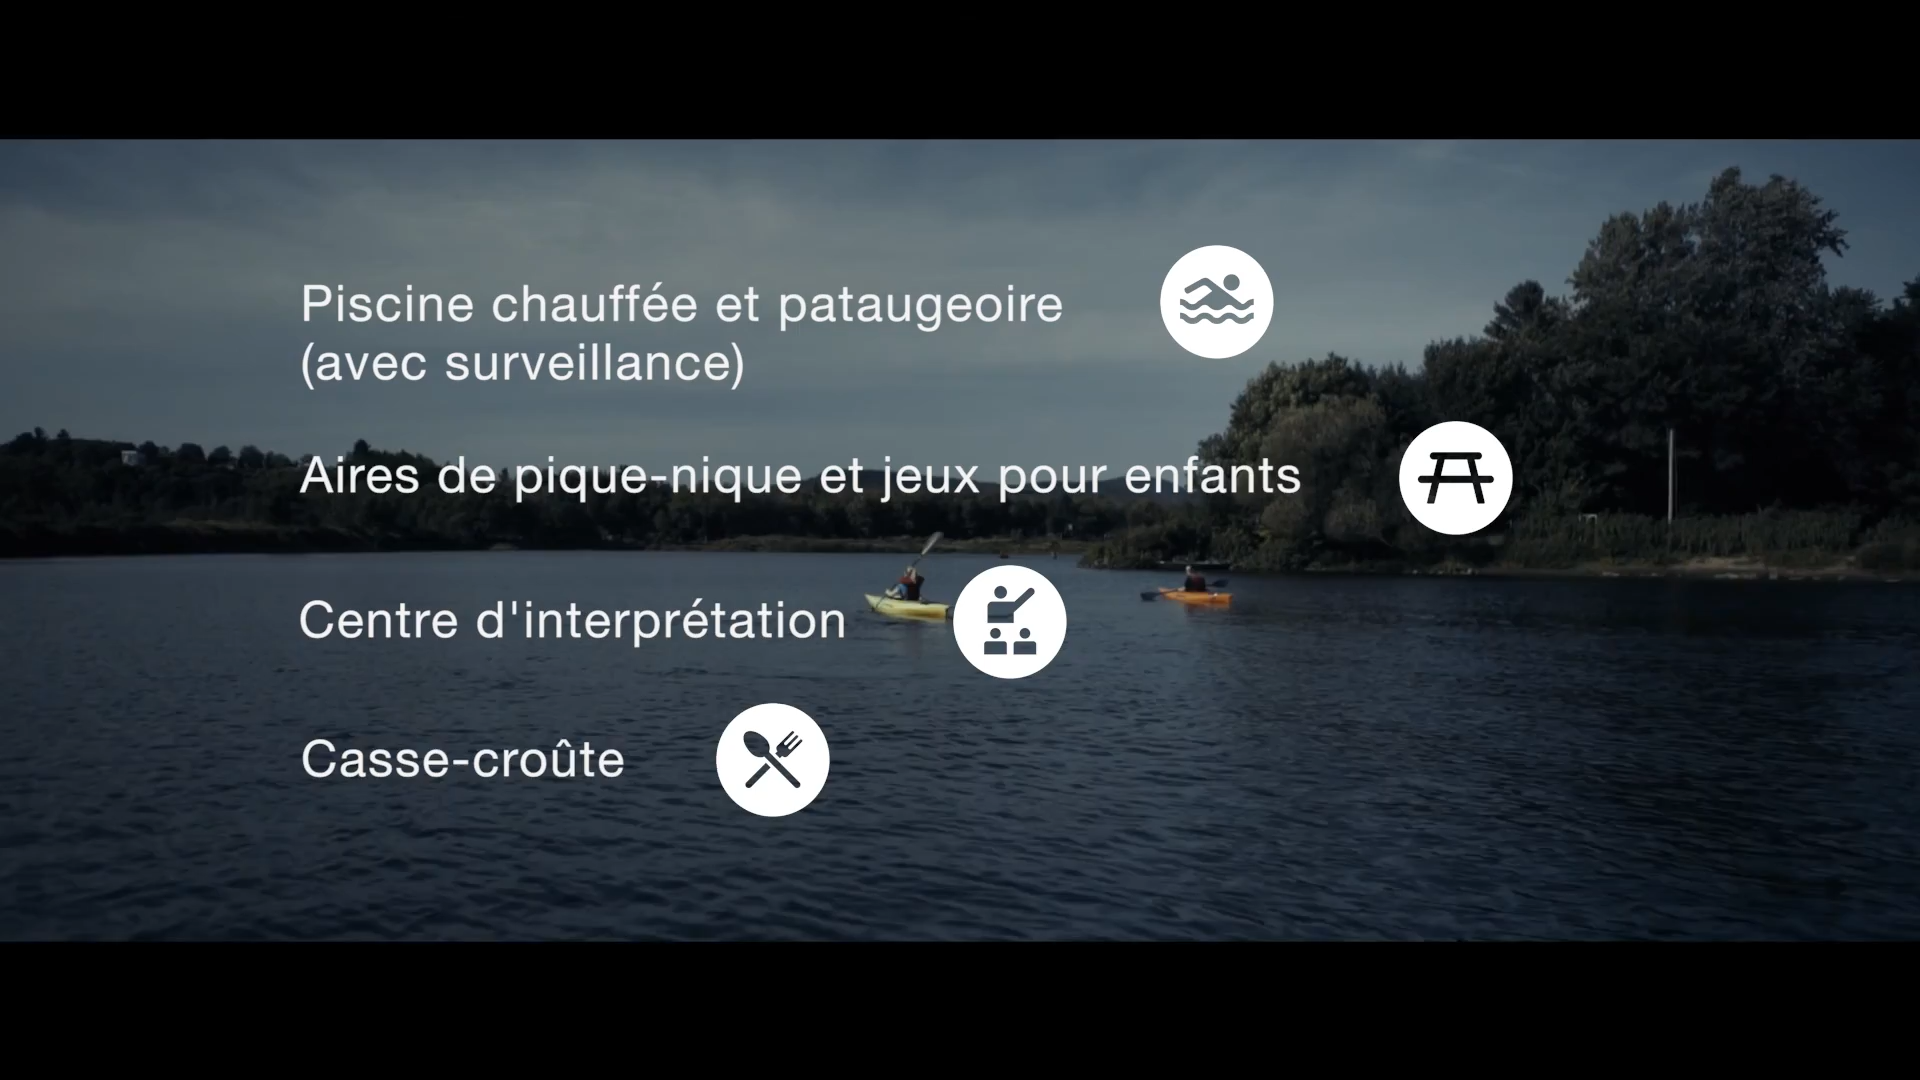 Piscine chauffée et pataugeoire
(avec surveillance)
Aires de pique-nique et jeux pour enfants
Centre d'interprétation
Casse-croûte